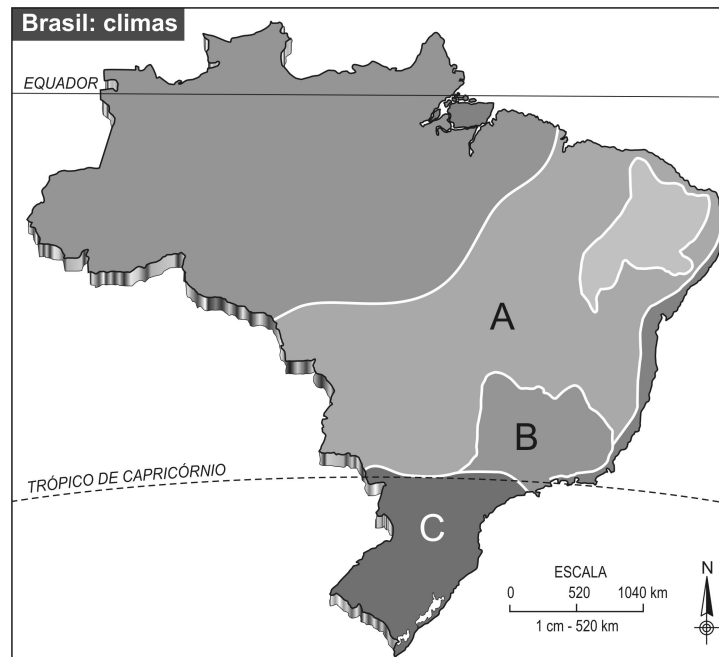 Brasil: climas
EQUADOR
A
B
TRÓPICO DE CAPRICÓRNIO
C
ESCALA
0 520 1040 km
1 cm - 520 km
N